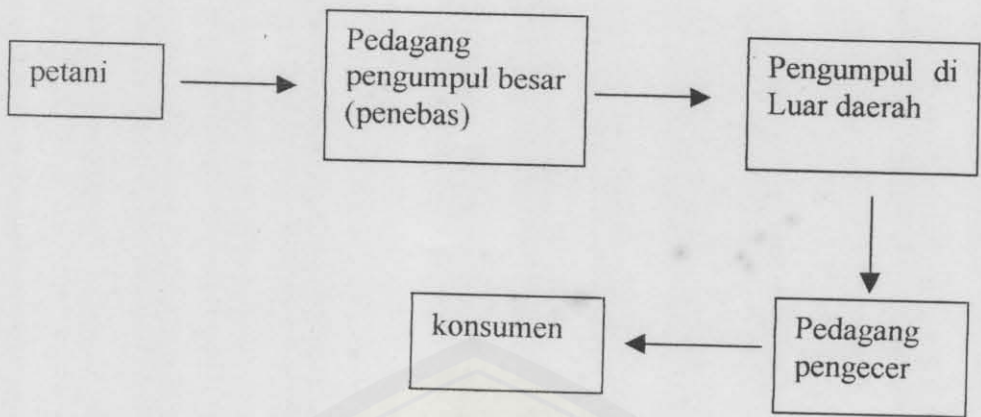 petani
Pedagang
pengumpul besar
(penebas)
Pengumpul di
Luar daerah
Pedagang
pengecer
konsumen